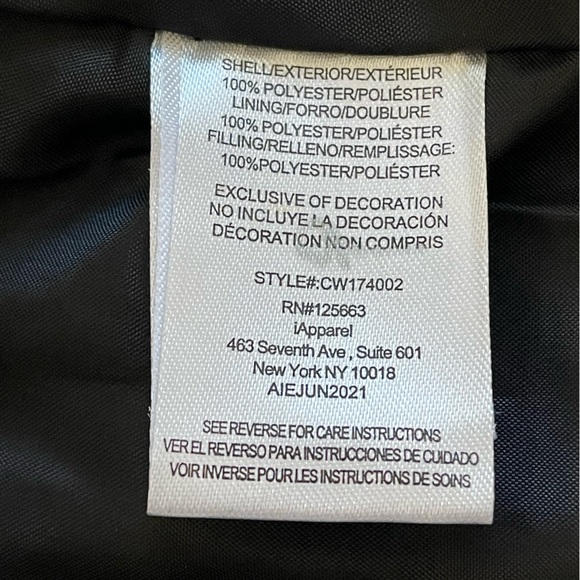 SHELL/EXTERIOR/EXTÉRIEUR
100% POLYESTER/POLIÉSTER
LINING/FORRO/DOUBLURE
100% POLYESTER/POLIÉSTER
FILLING/RELLENO/REMPLISSAGE:
100%POLYESTER/POLIÉSTER
EXCLUSIVE OF DECORATION
NO INCLUYE LA DECORACIÓN
DÉCORATION NON COMPRIS
STYLE#:CW174002
RN#125663
iApparel
463 Seventh Ave , Suite 601
New York NY 10018
AIEJUN2021
SEE REVERSE FOR CARE INSTRUCTIONS
VER EL REVERSO PARA INSTRUCCIONES DE CUIDADO
VOIR INVERSE POUR LES INSTRUCTIONS DE SOINS